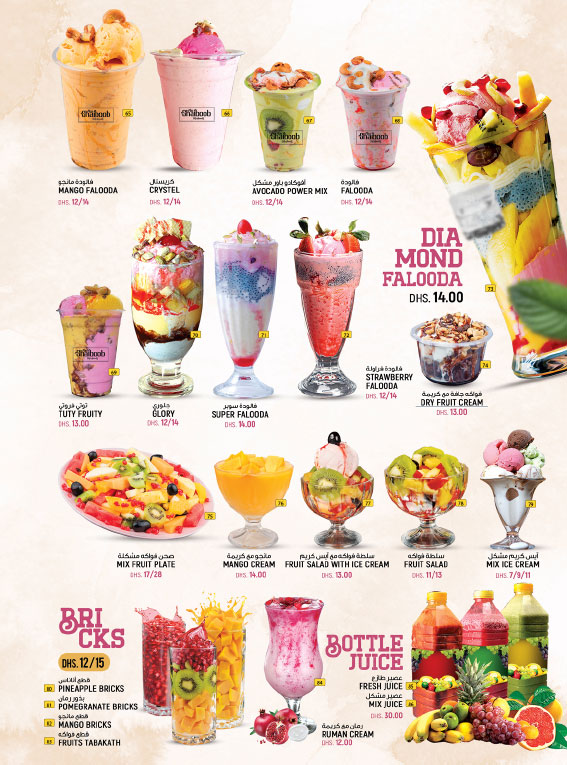 Ghalboob
65
Ghalboob
66
Ghalboob
67
Ghalboob
68
فالودة مانجو
MANGO FALOODA
DHS. 12/14
كريستال
CRYSTEL
DHS. 12/14
أفوكادو باور مشكل
AVOCADO POWER MIX
DHS. 12/14
فالودة
FALOODA
DHS. 12/14
DIA
MOND
FALOODA
DHS. 14.00
73
Ghalboob
69
70
71
72
74
توتي فروتي
TUTY FRUITY
DHS. 13.00
جلوري
GLORY
DHS. 12/14
فالودة سوبر
SUPER FALOODA
DHS. 14.00
فالودة فراولة
STRAWBERRY
FALOODA
DHS. 12/14
فواكه جافة مع كريمة
DRY FRUIT CREAM
DHS. 13.00
75
76
77
78
79
صحن فواكه مشكلة
MIX FRUIT PLATE
DHS. 17/28
مانجو مع كريمة
MANGO CREAM
DHS. 14.00
سلطة فواكه مع آيس كريم
FRUIT SALAD WITH ICE CREAM
DHS. 13.00
سلطة فواكه
FRUIT SALAD
DHS. 11/13
آيس كريم مشكل
MIX ICE CREAM
DHS. 7/9/11
BRI
CKS
DHS. 12/15
قطع أناناس
80 PINEAPPLE BRICKS
بذور رمان
81 POMEGRANATE BRICKS
قطع مانجو
82 MANGO BRICKS
قطع فواكه
83 FRUITS TABAKATH
84
رمان مع كريمة
RUMAN CREAM
DHS. 12.00
BOTTLE
JUICE
عصير طازج
FRESH JUICE 85
عصير مشكل
MIX JUICE 86
DHS. 30.00